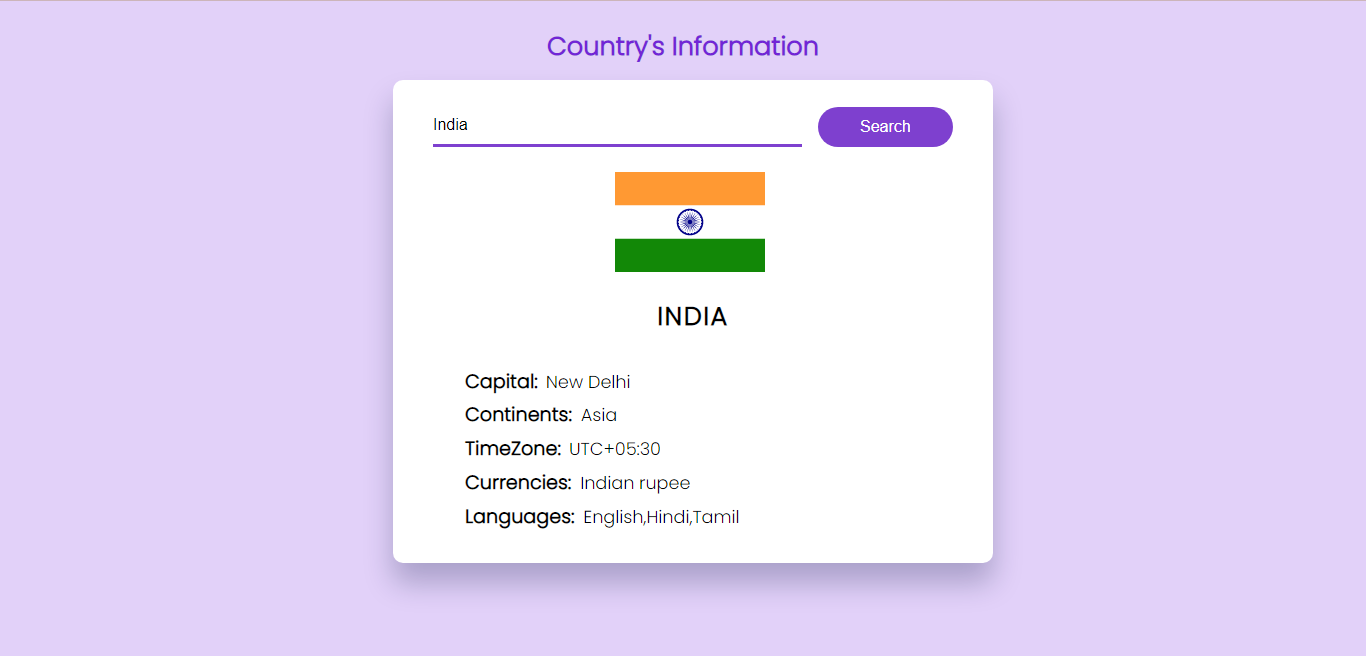 Country's Information
India
Search
INDIA
Capital: New Delhi
Continents: Asia
TimeZone: UTC+05:30
Currencies: Indian rupee
Languages: English,Hindi,Tamil